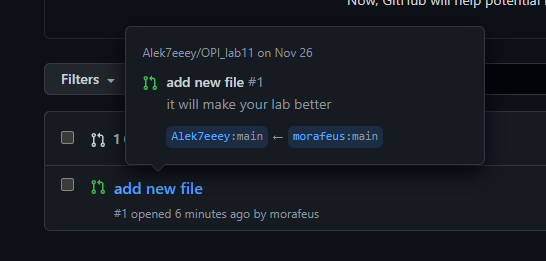 Now, GitHub will help potential
Alek7eeey/OPI_lab11 on Nov 26
add new file #1
it will make your lab better
Alek7eeey:main ← morafeus:main
Filters
1
add new file
#1 opened 6 minutes ago by morafeus